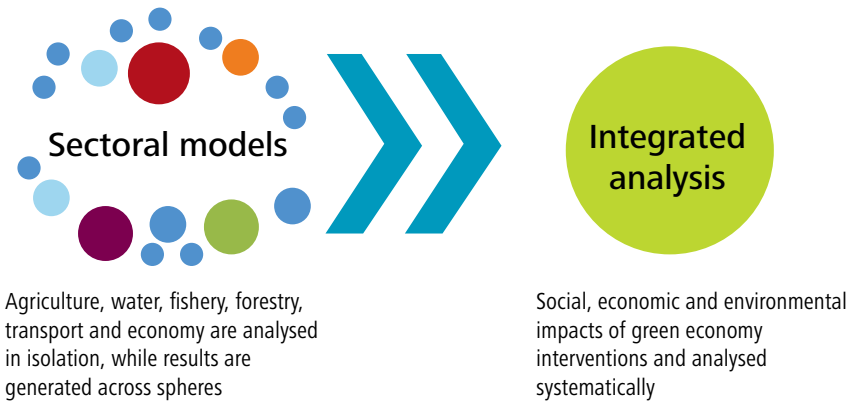 Sectoral models
Integrated
analysis
Agriculture, water, fishery, forestry,
transport and economy are analysed
in isolation, while results are
generated across spheres
Social, economic and environmental
impacts of green economy
interventions and analysed
systematically